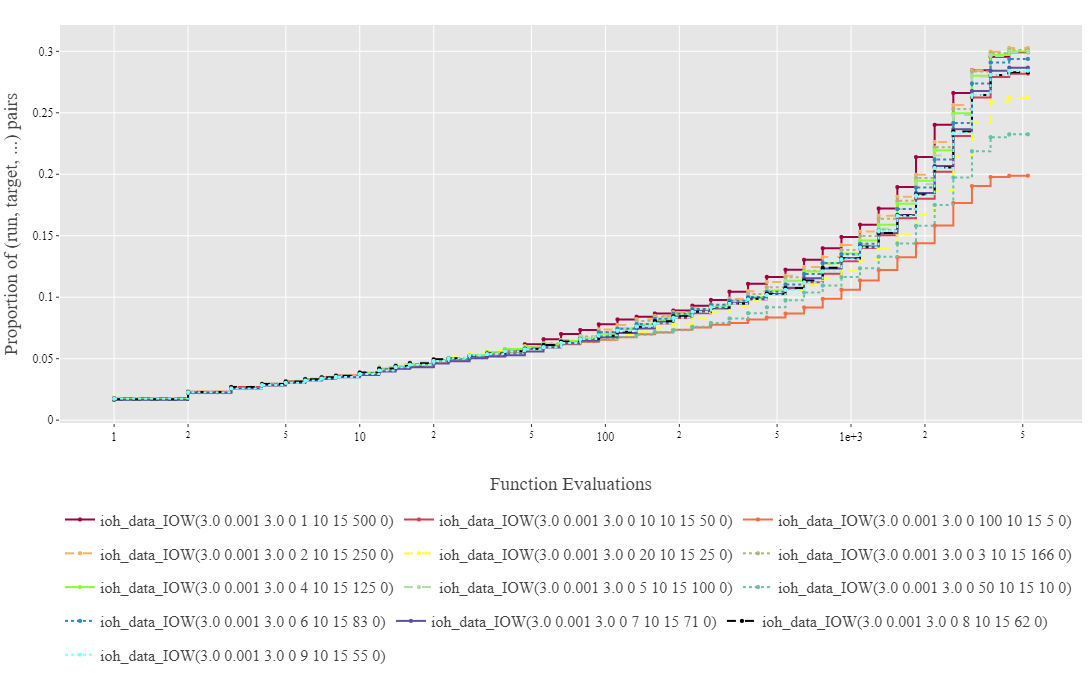 0.3
0.25
0.2
0.15
0.1
0.05
0
Proportion of (run, target, ...) pairs
1 2 5 10 2 5 100 2 5 1e+3 2 5
Function Evaluations
ioh_data_IOW(3.0 0.001 3.0 0 1 10 15 500 0) ioh_data_IOW(3.0 0.001 3.0 0 10 10 15 50 0) ioh_data_IOW(3.0 0.001 3.0 0 100 10 15 5 0)
ioh_data_IOW(3.0 0.001 3.0 0 2 10 15 250 0) ioh_data_IOW(3.0 0.001 3.0 0 20 10 15 25 0) ioh_data_IOW(3.0 0.001 3.0 0 3 10 15 166 0)
ioh_data_IOW(3.0 0.001 3.0 0 4 10 15 125 0) ioh_data_IOW(3.0 0.001 3.0 0 5 10 15 100 0) ioh_data_IOW(3.0 0.001 3.0 0 50 10 15 10 0)
ioh_data_IOW(3.0 0.001 3.0 0 6 10 15 83 0) ioh_data_IOW(3.0 0.001 3.0 0 7 10 15 71 0) ioh_data_IOW(3.0 0.001 3.0 0 8 10 15 62 0)
ioh_data_IOW(3.0 0.001 3.0 0 9 10 15 55 0)